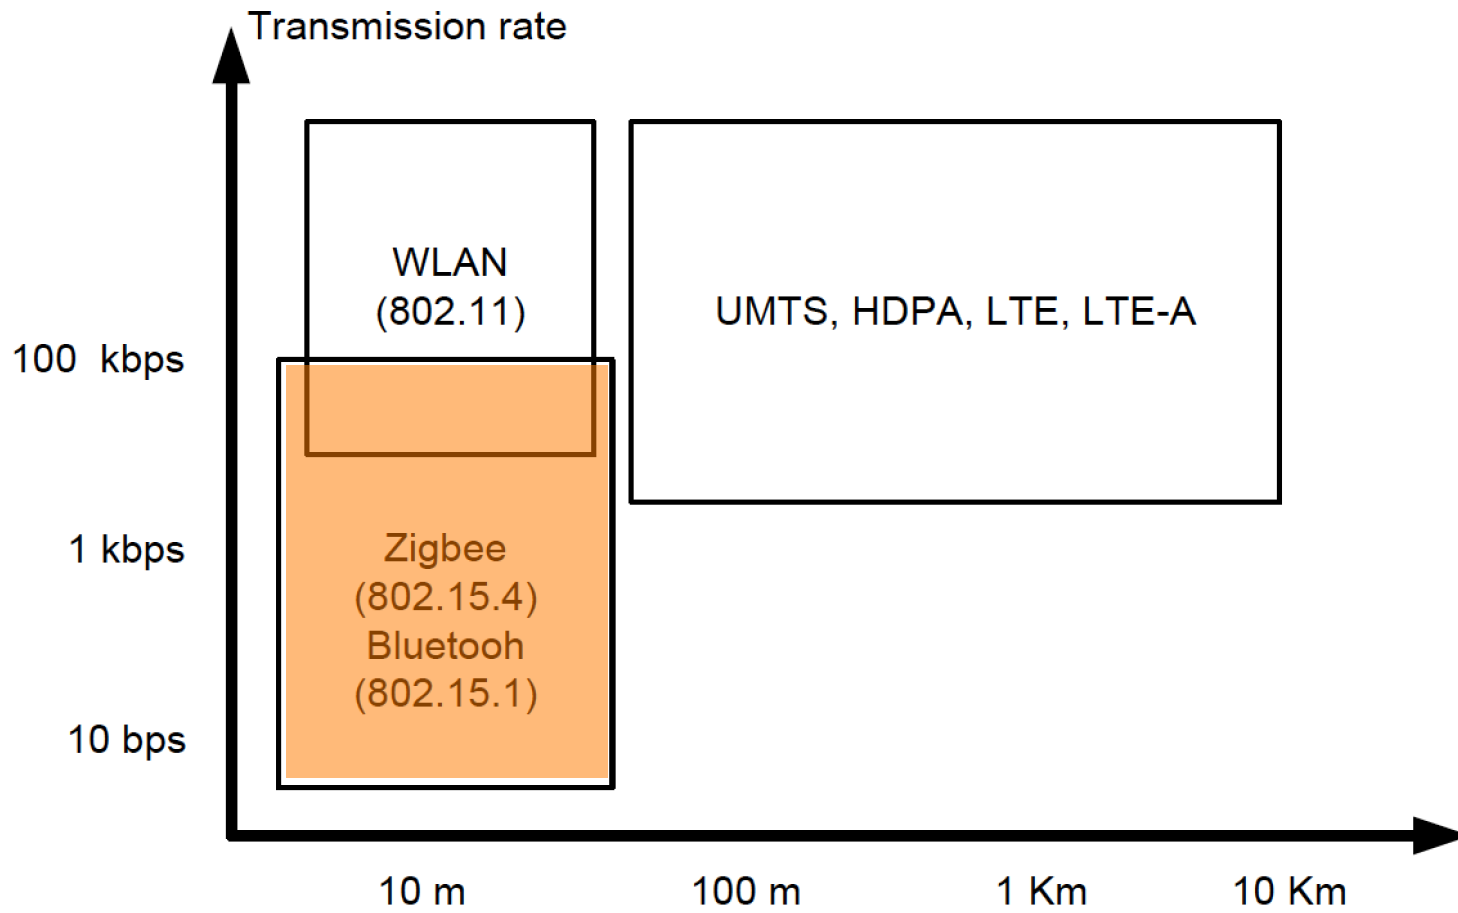 Transmission rate
WLAN
(802.11)
UMTS, HDPA, LTE, LTE-A
100 kbps
1 kbps
Zigbee
(802.15.4)
Bluetooh
(802.15.1)
10 bps
10 m
100 m
1 Km
10 Km